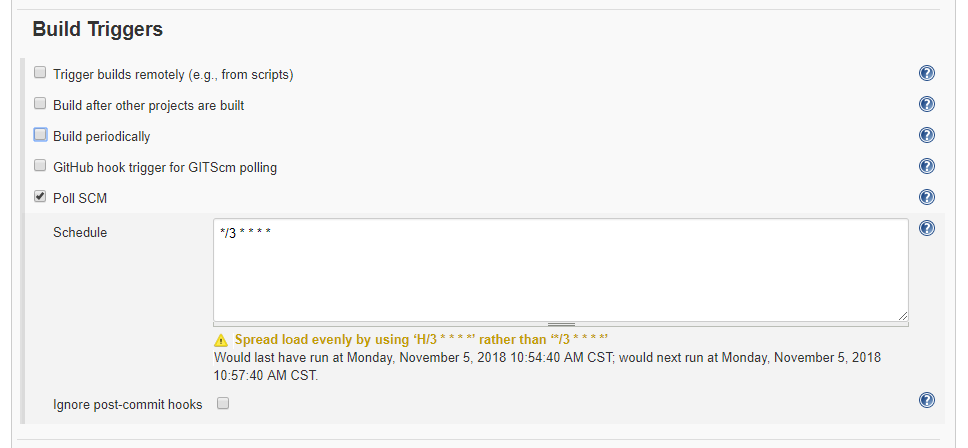 Build Triggers
Trigger builds remotely (e.g., from scripts)
Build after other projects are built
Build periodically
GitHub hook trigger for GITScm polling
Poll SCM
Schedule
*/3 * * * *
Spread load evenly by using ‘H/3 * * * *’ rather than ‘*/3 * * * *’
Would last have run at Monday, November 5, 2018 10:54:40 AM CST; would next run at Monday, November 5, 2018
10:57:40 AM CST.
Ignore post-commit hooks